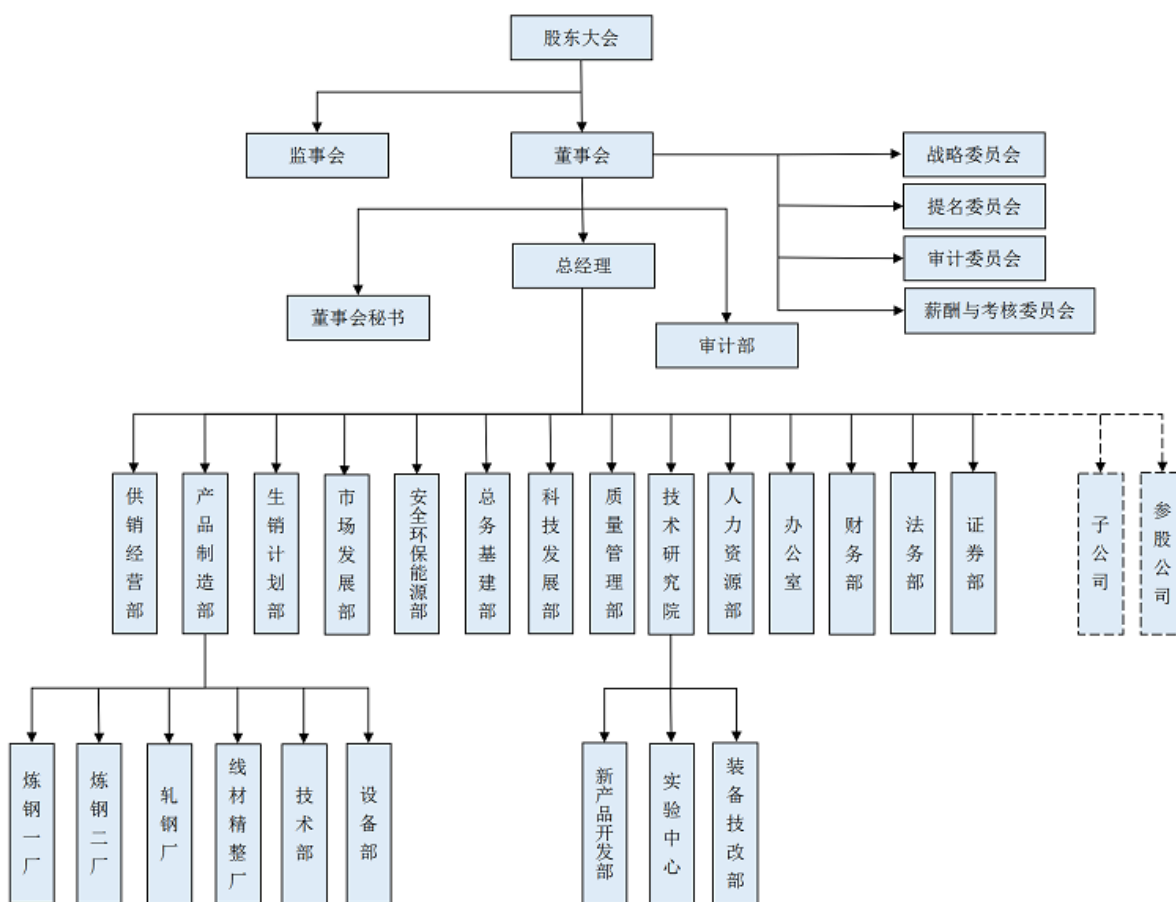 股东大会
监事会
董事会
战略委员会
提名委员会
审计委员会
薪酬与考核委员会
总经理
董事会秘书
审计部
供销经营部
产品制造部
生销计划部
市场发展部
安全环保能源部
总务基建部
科技发展部
质量管理部
技术研究院
人力资源部
办公室
财务部
法务部
证券部
子公司
参股公司
炼钢一厂
炼钢二厂
轧钢厂
线材精整厂
技术部
设备部
新产品开发部
实验中心
装备技改部